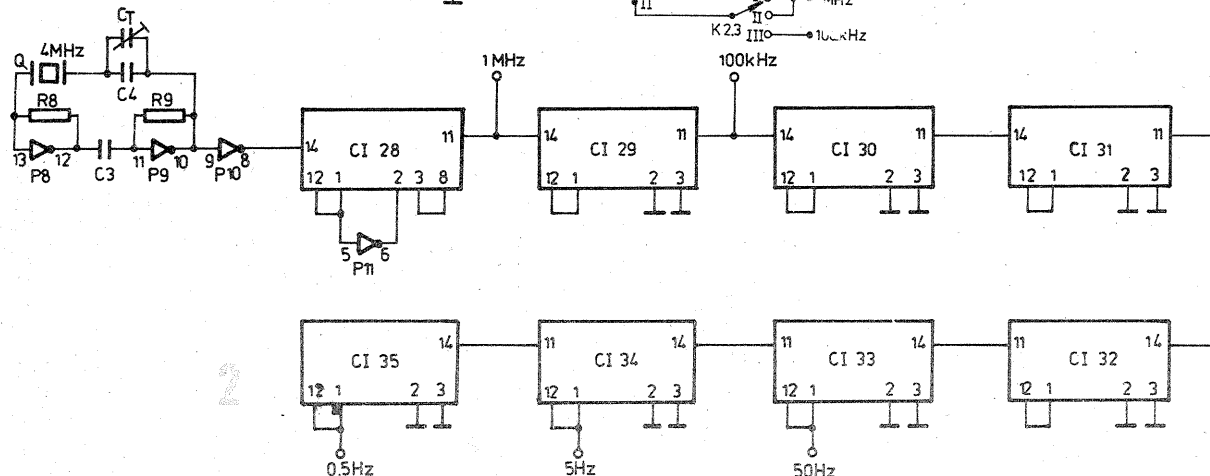 II
II
MHz
K2.3 III
CT
Q 4MHz
C4
1MHz
100kHz
R8
R9
13 12
C3
11 10
9 8
P8
P9
P10
14 CI 28 11
12 1 2 3 8
5 6
P11
14 CI 29 11
12 1 2 3
14 CI 30 11
12 1 2 3
14 CI 31 11
12 1 2 3
CI 35 14
12 1 2 3
0.5Hz
11 CI 34 14
12 1 2 3
5Hz
11 CI 33 14
12 1 2 3
50Hz
11 CI 32 14
12 1 2 3
2